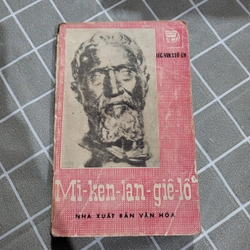 Mi-ken-lan-giê-lô
NHÀ XUẤT BẢN VĂN HÓA